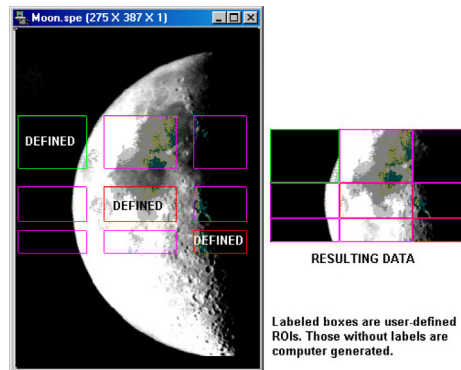 Moon.spe (275 X 387 X 1)
DEFINED
DEFINED
DEFINED
RESULTING DATA
Labeled boxes are user-defined
ROIs. Those without labels are
computer generated.